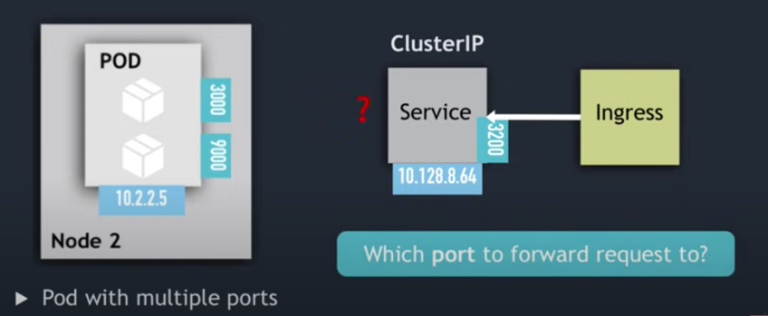 POD
3000
9000
10.2.2.5
Node 2
ClusterIP
?
Service
3200
10.128.8.64
Ingress
Which port to forward request to?
Pod with multiple ports